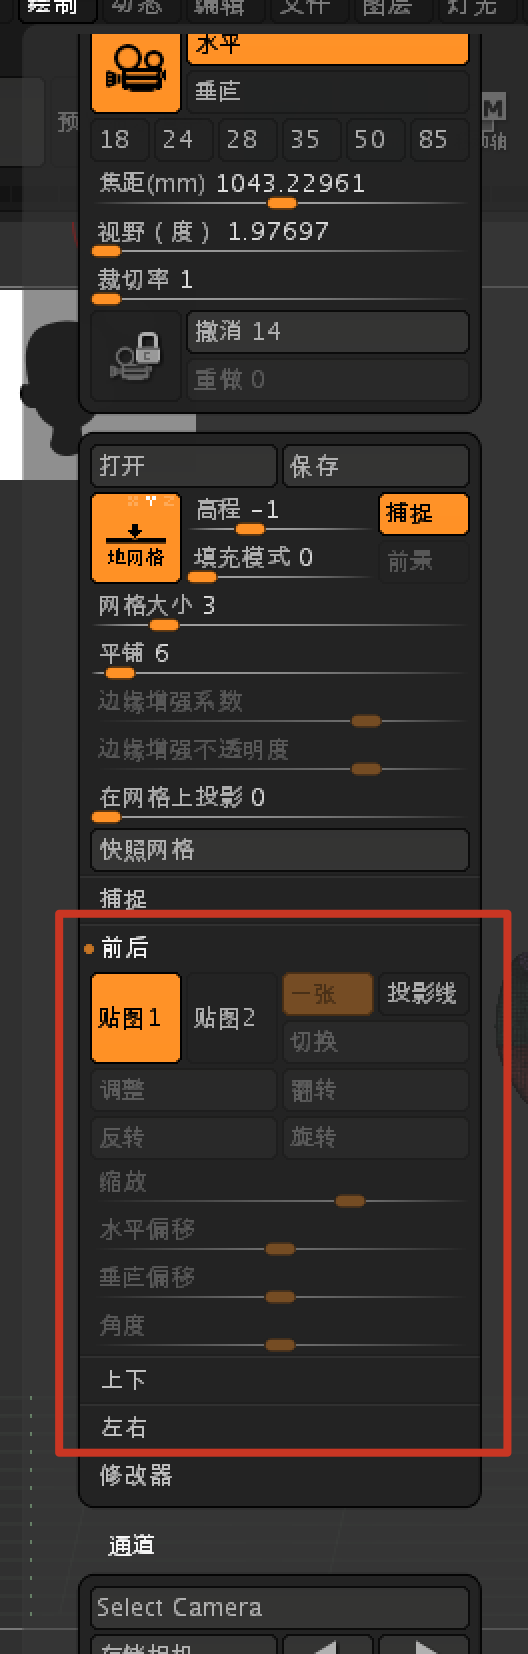 绘制 动态 编辑 文件 图层 灯光
水平
预
垂直
18 24 28 35 50 85
焦距(mm) 1043.22961
视野 ( 度 ) 1.97697
裁切率 1
撤消 14
重做 0
打开 保存
X Y Z
地网格
高程 -1
捕捉
填充模式 0
前景
网格大小 3
平铺 6
边缘增强系数
边缘增强不透明度
在网格上投影 0
快照网格
捕捉
前后
贴图1 贴图2 一张 投影线
切换
调整 翻转
反转 旋转
缩放
水平偏移
垂直偏移
角度
上下
左右
修改器
通道
Select Camera